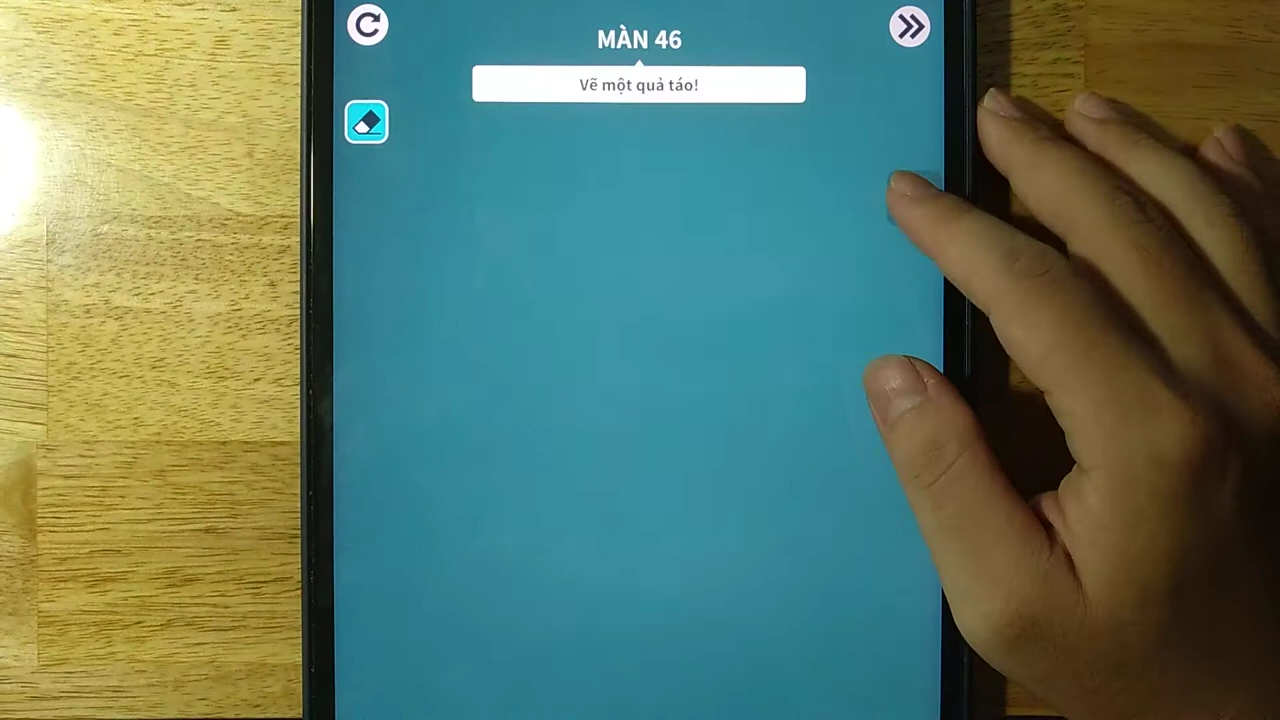 MÀN 46
Vẽ một quả táo!